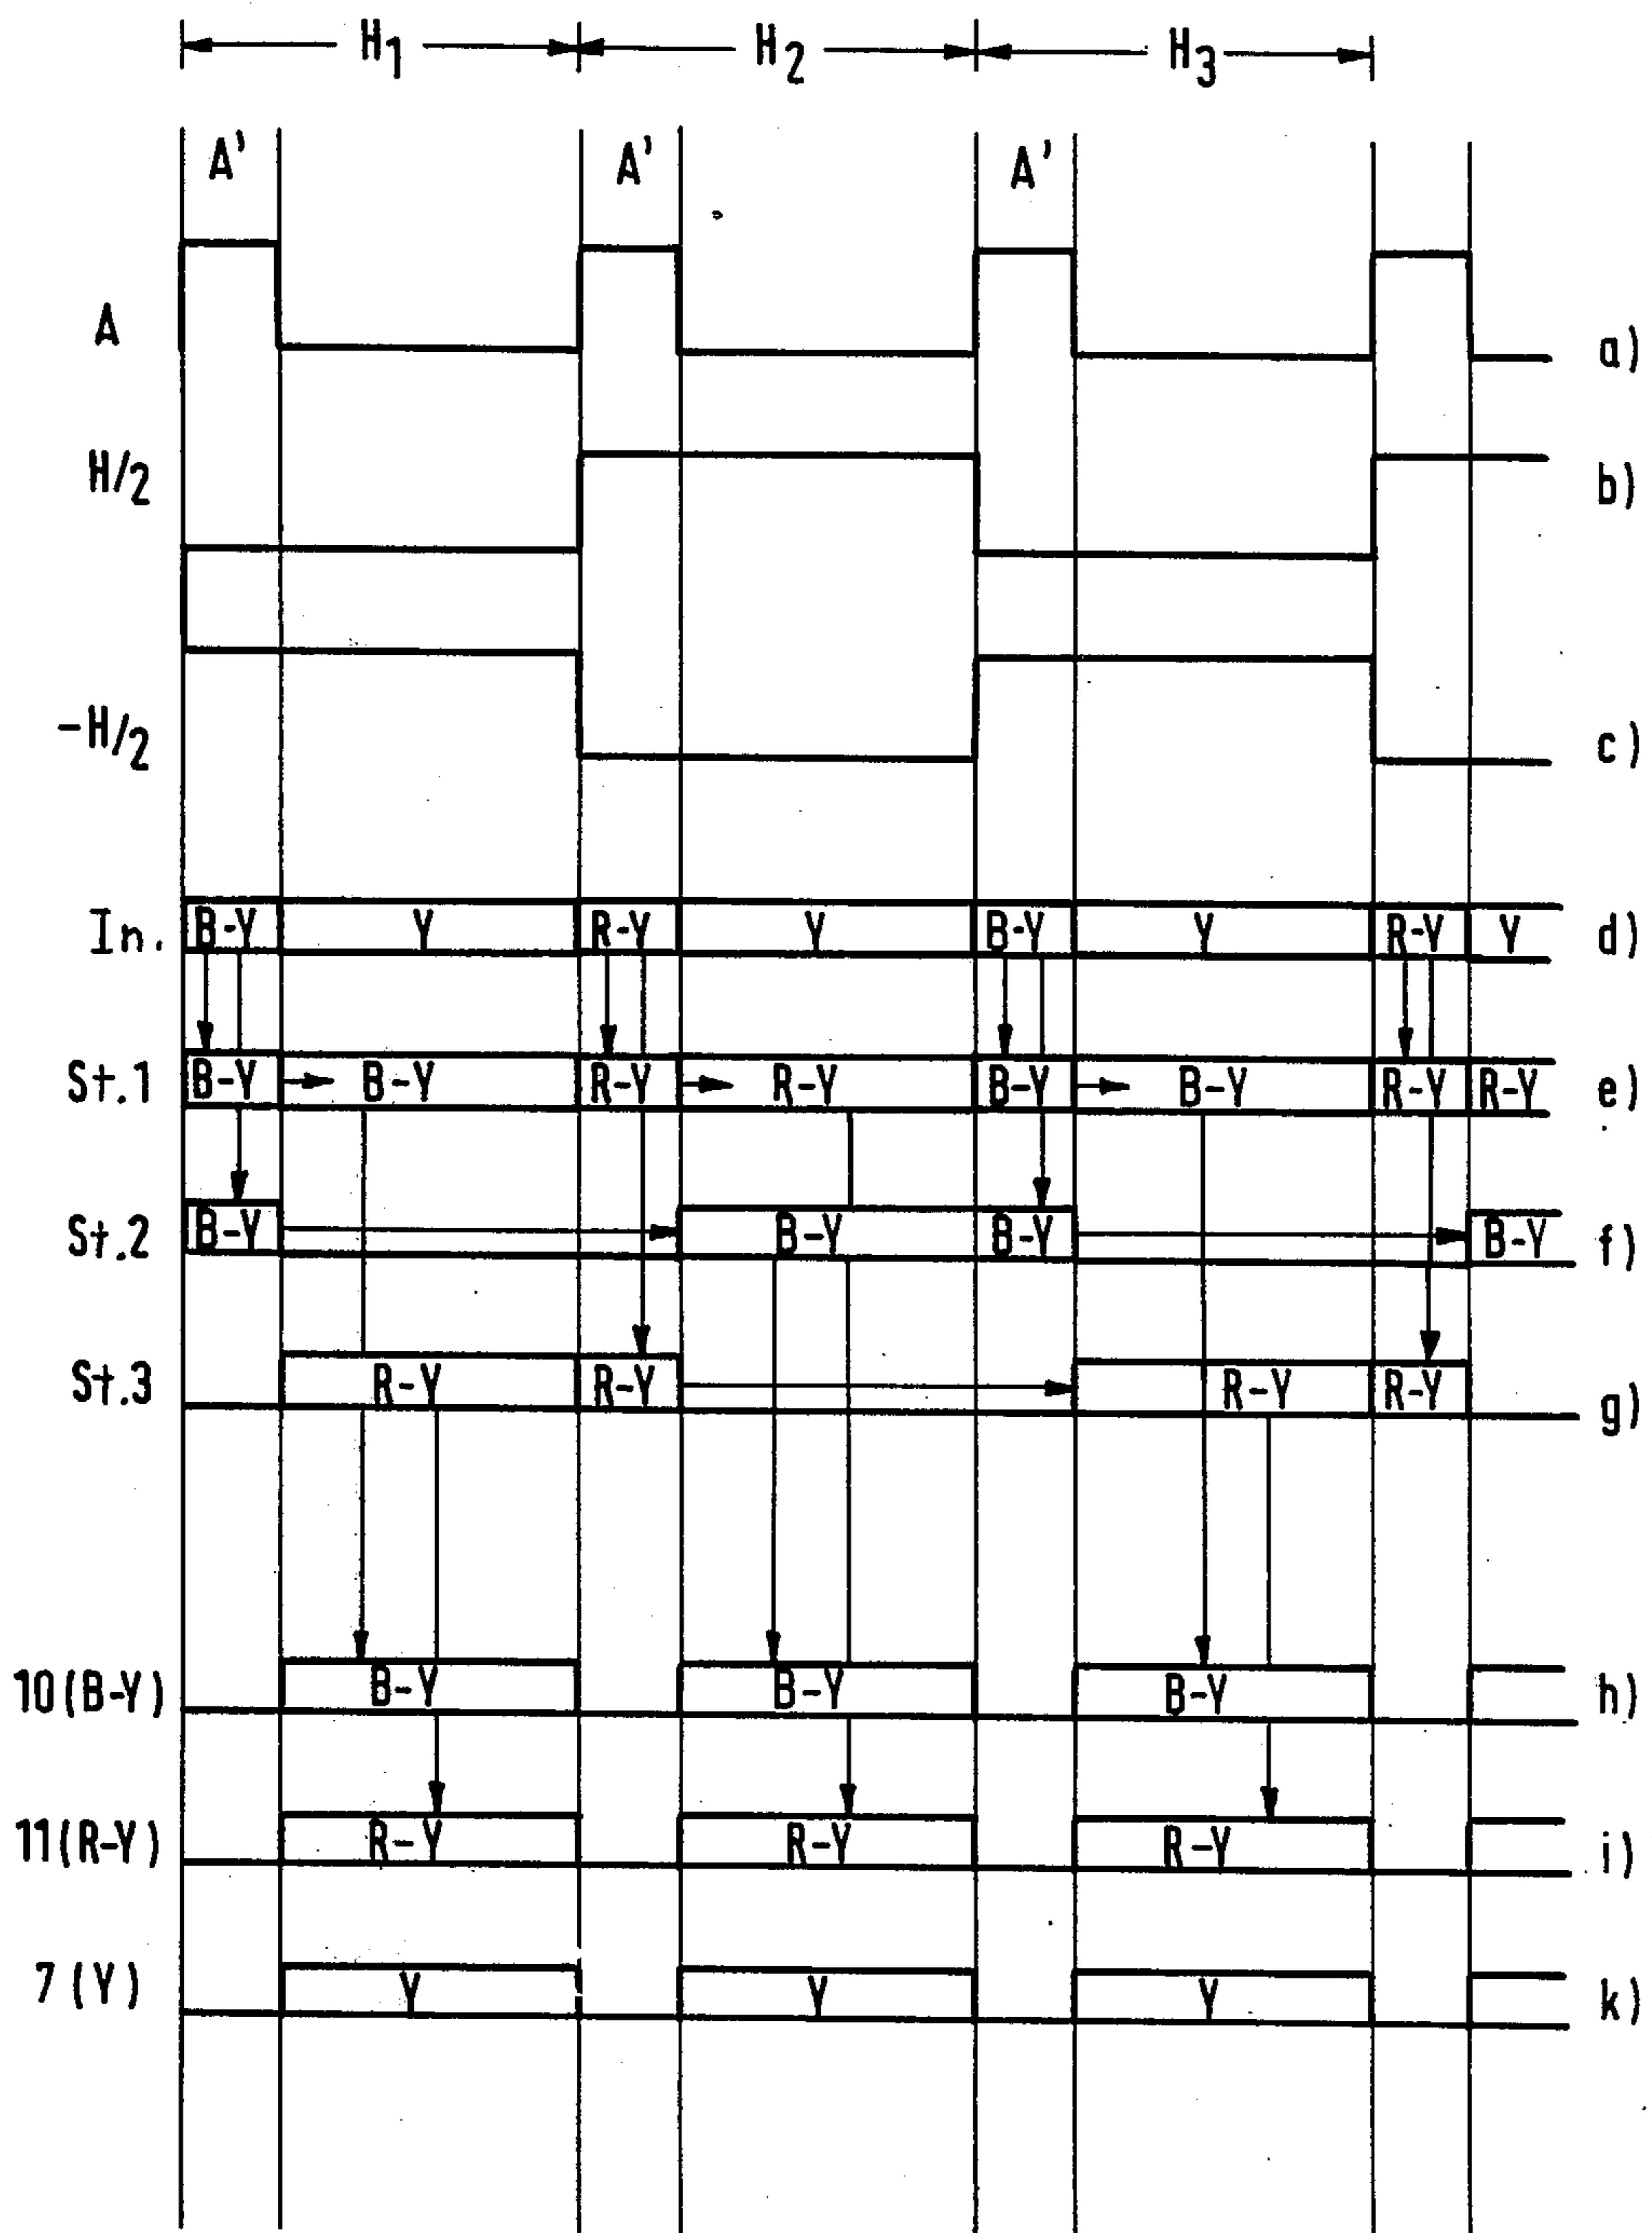 H1 H2 H3
A' A' A'
A a)
H/2 b)
-H/2 c)
In. B-Y Y R-Y Y B-Y Y R-Y Y d)
St.1 B-Y B-Y R-Y R-Y B-Y B-Y R-Y R-Y e)
St.2 B-Y B-Y B-Y B-Y f)
St.3 R-Y R-Y R-Y R-Y g)
10(B-Y) B-Y B-Y B-Y h)
11(R-Y) R-Y R-Y R-Y i)
7(Y) Y Y Y k)